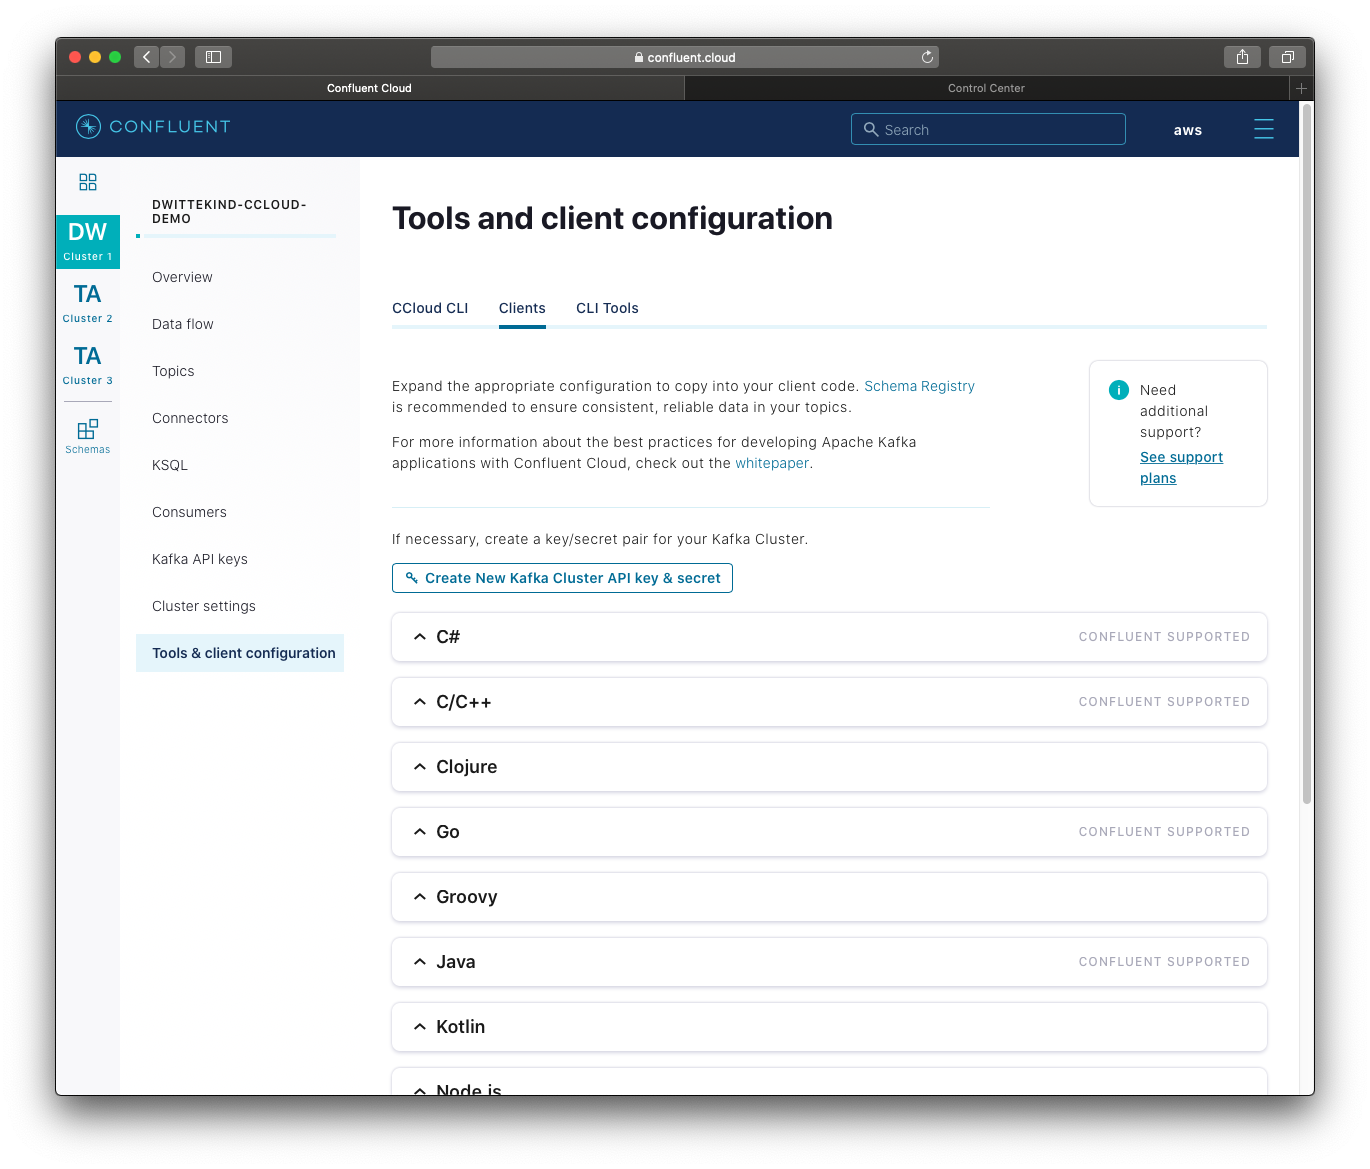 confluent.cloud
Confluent Cloud
Control Center
CONFLUENT
Search
aws
DW
Cluster 1
TA
Cluster 2
TA
Cluster 3
Schemas
DWITTEKIND-CCLOUD-
DEMO
Overview
Data flow
Topics
Connectors
KSQL
Consumers
Kafka API keys
Cluster settings
Tools & client configuration
Tools and client configuration
CCloud CLI Clients CLI Tools
Expand the appropriate configuration to copy into your client code. Schema Registry
is recommended to ensure consistent, reliable data in your topics.
For more information about the best practices for developing Apache Kafka
applications with Confluent Cloud, check out the whitepaper.
Need
additional
support?
See support
plans
If necessary, create a key/secret pair for your Kafka Cluster.
Create New Kafka Cluster API key & secret
C# CONFLUENT SUPPORTED
C/C++ CONFLUENT SUPPORTED
Clojure
Go CONFLUENT SUPPORTED
Groovy
Java CONFLUENT SUPPORTED
Kotlin
Node.js